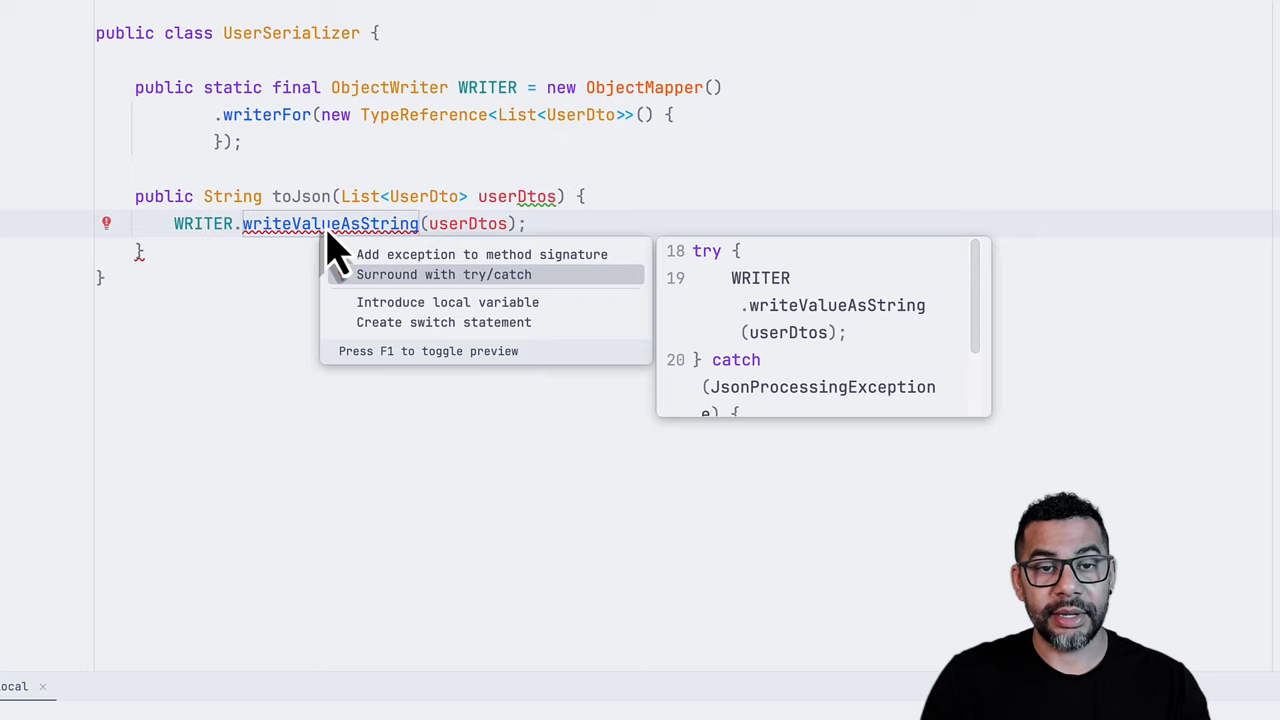 public class UserSerializer {
public static final ObjectWriter WRITER = new ObjectMapper()
.writerFor(new TypeReference<List<UserDto>>() {
});
public String toJson(List<UserDto> userDtos) {
WRITER.writeValueAsString(userDtos);
}
}
Add exception to method signature
Surround with try/catch
Introduce local variable
Create switch statement
Press F1 to toggle preview
18 try {
19 WRITER
.writeValueAsString
(userDtos);
20 } catch
(JsonProcessingException
e) {
ocal ×